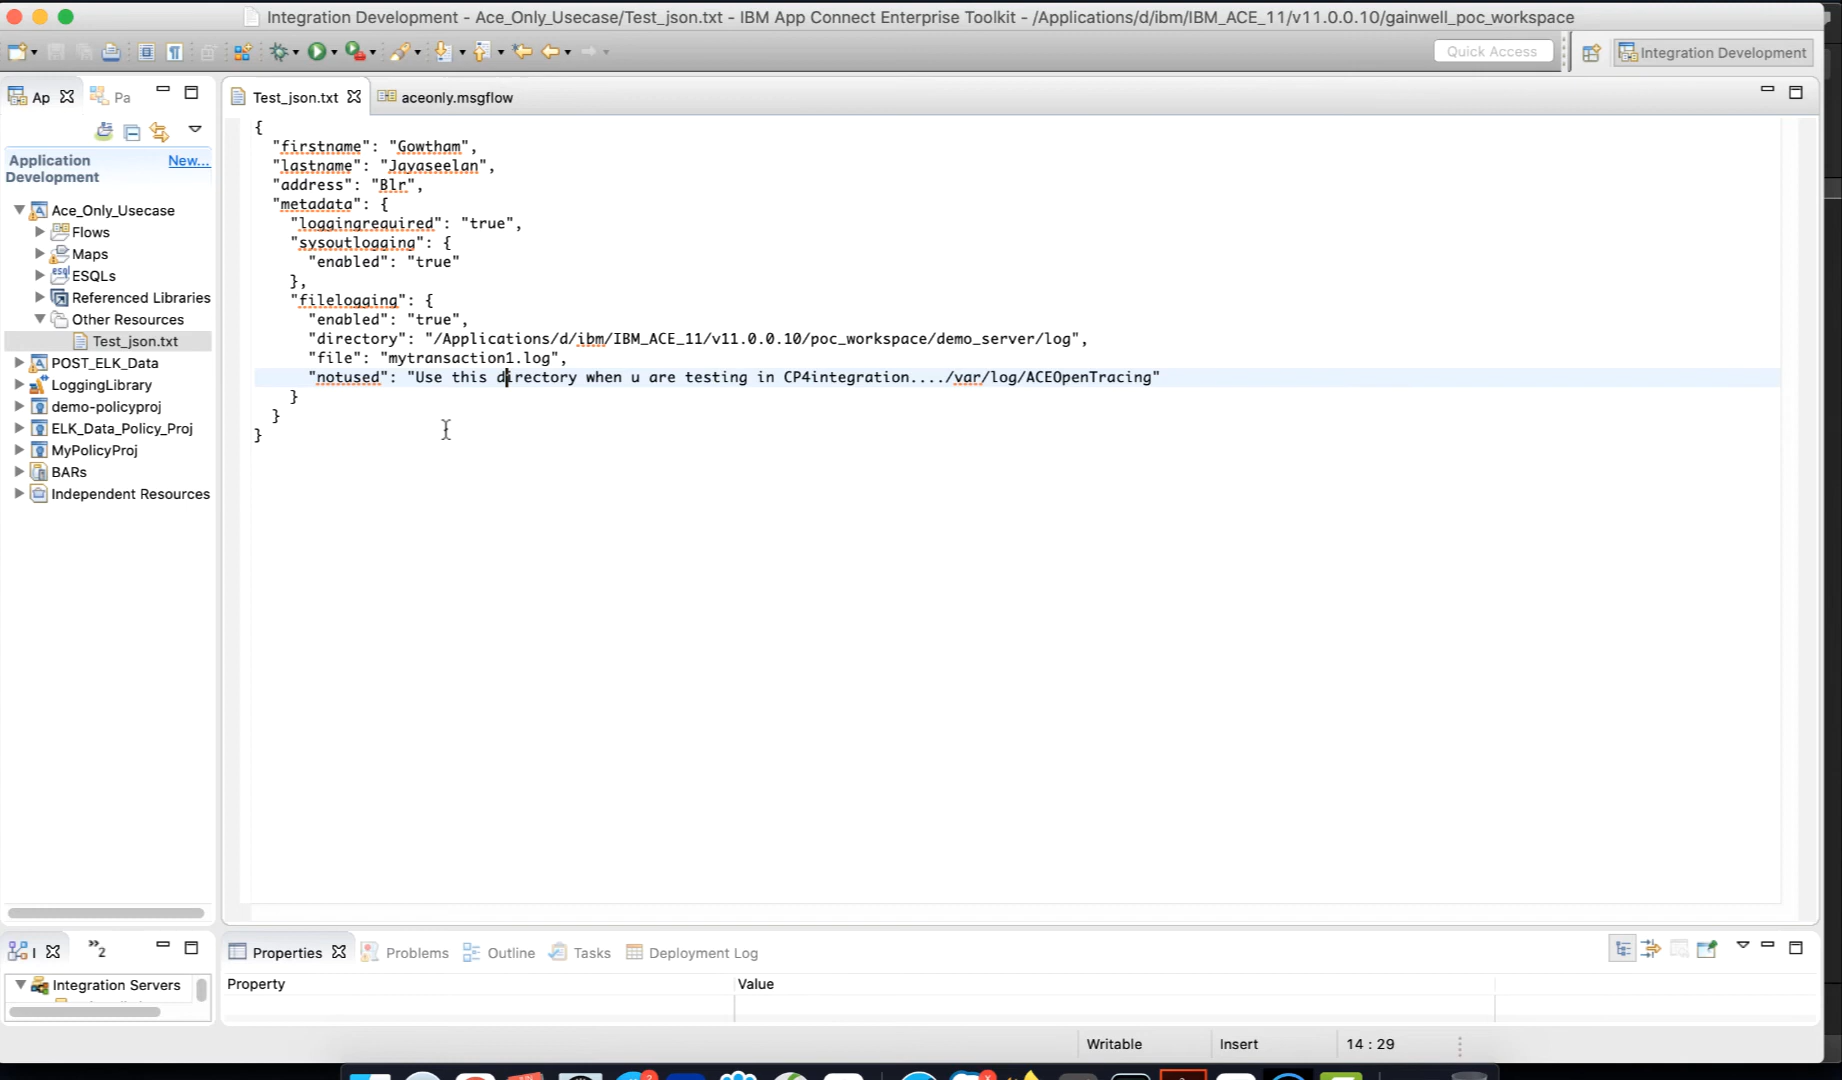 Integration Development - Ace_Only_Usecase/Test_json.txt - IBM App Connect Enterprise Toolkit - /Applications/d/ibm/IBM_ACE_11/v11.0.0.10/gainwell_poc_workspace
Quick Access
Integration Development
Ap
Pa
Test_json.txt
aceonly.msgflow
Application Development
New...
Ace_Only_Usecase
Flows
Maps
ESQLs
Referenced Libraries
Other Resources
Test_json.txt
POST_ELK_Data
LoggingLibrary
demo-policyproj
ELK_Data_Policy_Proj
MyPolicyProj
BARs
Independent Resources
{
"firstname": "Gowtham",
"lastname": "Jayaseelan",
"address": "Blr",
"metadata": {
"loggingrequired": "true",
"sysoutlogging": {
"enabled": "true"
},
"filelogging": {
"enabled": "true",
"directory": "/Applications/d/ibm/IBM_ACE_11/v11.0.0.10/poc_workspace/demo_server/log",
"file": "mytransaction1.log",
"notused": "Use this directory when u are testing in CP4integration..../var/log/ACEOpenTracing"
}
}
}
I
2
Integration Servers
Properties
Problems
Outline
Tasks
Deployment Log
Property
Value
Writable
Insert
14 : 29